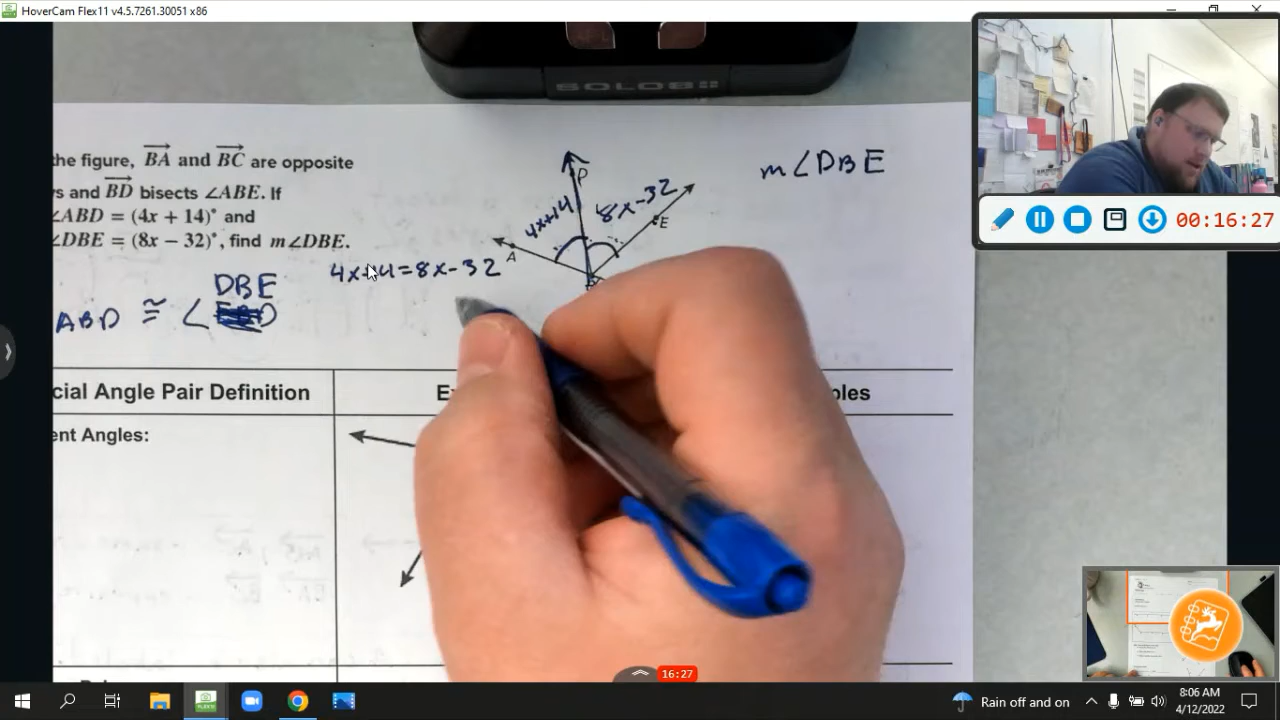 HoverCam Flex11 v4.5.7261.30051 x86
SOLO8
the figure, BA and BC are opposite
s and BD bisects ∠ABE. If
∠ABD = (4x + 14)° and
∠DBE = (8x − 32)°, find m∠DBE.
m∠DBE
D
4x+14
8x-32
E
A
4x+14=8x-32
DBE
ABD ≅ ∠
cial Angle Pair Definition
ent Angles:
00:16:27
16:27
Rain off and on
8:06 AM
4/12/2022